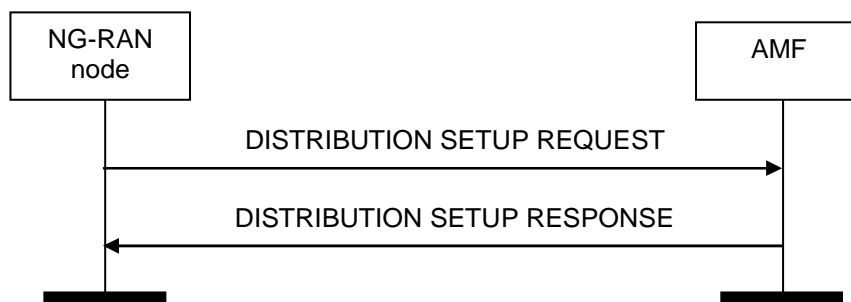 NG-RAN
node
AMF
DISTRIBUTION SETUP REQUEST
DISTRIBUTION SETUP RESPONSE